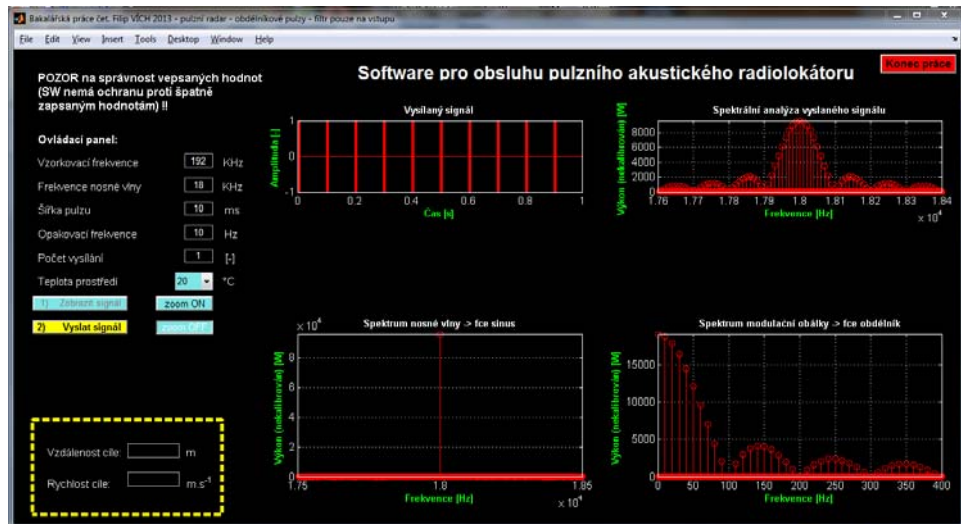 Bakalářská práce čet. Filip VÍCH 2013 - pulzní radar - obdélníkové pulzy - filtr pouze na vstupu
File Edit View Insert Tools Desktop Window Help
Software pro obsluhu pulzního akustického radiolokátoru
Konec práce
POZOR na správnost vepsaných hodnot
(SW nemá ochranu proti špatně
zapsaným hodnotám) !!
Ovládací panel:
Vzorkovací frekvence 192 KHz
Frekvence nosné vlny 18 KHz
Šířka pulzu 10 ms
Opakovací frekvence 10 Hz
Počet vysílání 1 [-]
Teplota prostředí 20 °C
1) Zobrazit signál zoom ON
2) Vyslat signál zoom OFF
Vzdálenost cíle: m
Rychlost cíle: m.s-1
Vysílaný signál
Amplituda [-]
1
0
-1
0 0.2 0.4 0.6 0.8 1
Čas [s]
Spektrální analýza vyslaného signálu
Výkon (nekalibrován) [W]
8000
6000
4000
2000
0
1.76 1.77 1.78 1.79 1.8 1.81 1.82 1.83 1.84
Frekvence [Hz]
x 10^4
Spektrum nosné vlny -> fce sinus
x 10^4
Výkon (nekalibrován) [W]
8
6
4
2
0
1.75 1.8 1.85
Frekvence [Hz]
x 10^4
Spektrum modulační obálky -> fce obdélník
Výkon (nekalibrován) [W]
15000
10000
5000
0
0 50 100 150 200 250 300 350 400
Frekvence [Hz]